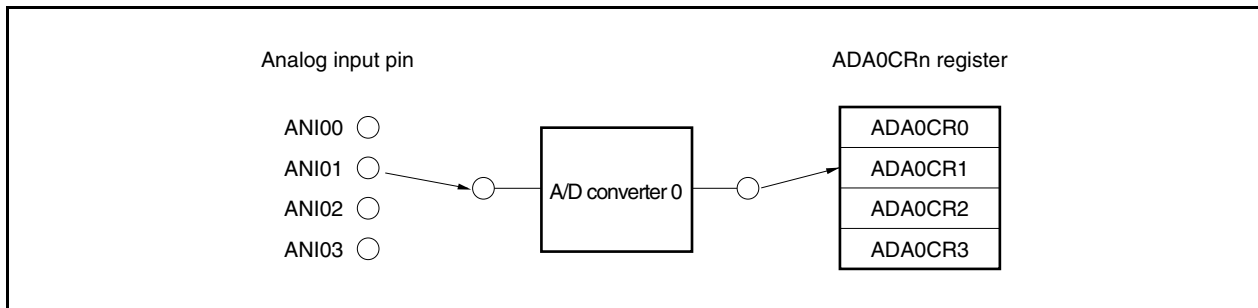 Analog input pin
ADA0CRn register
ANI00
ANI01
ANI02
ANI03
A/D converter 0
ADA0CR0
ADA0CR1
ADA0CR2
ADA0CR3